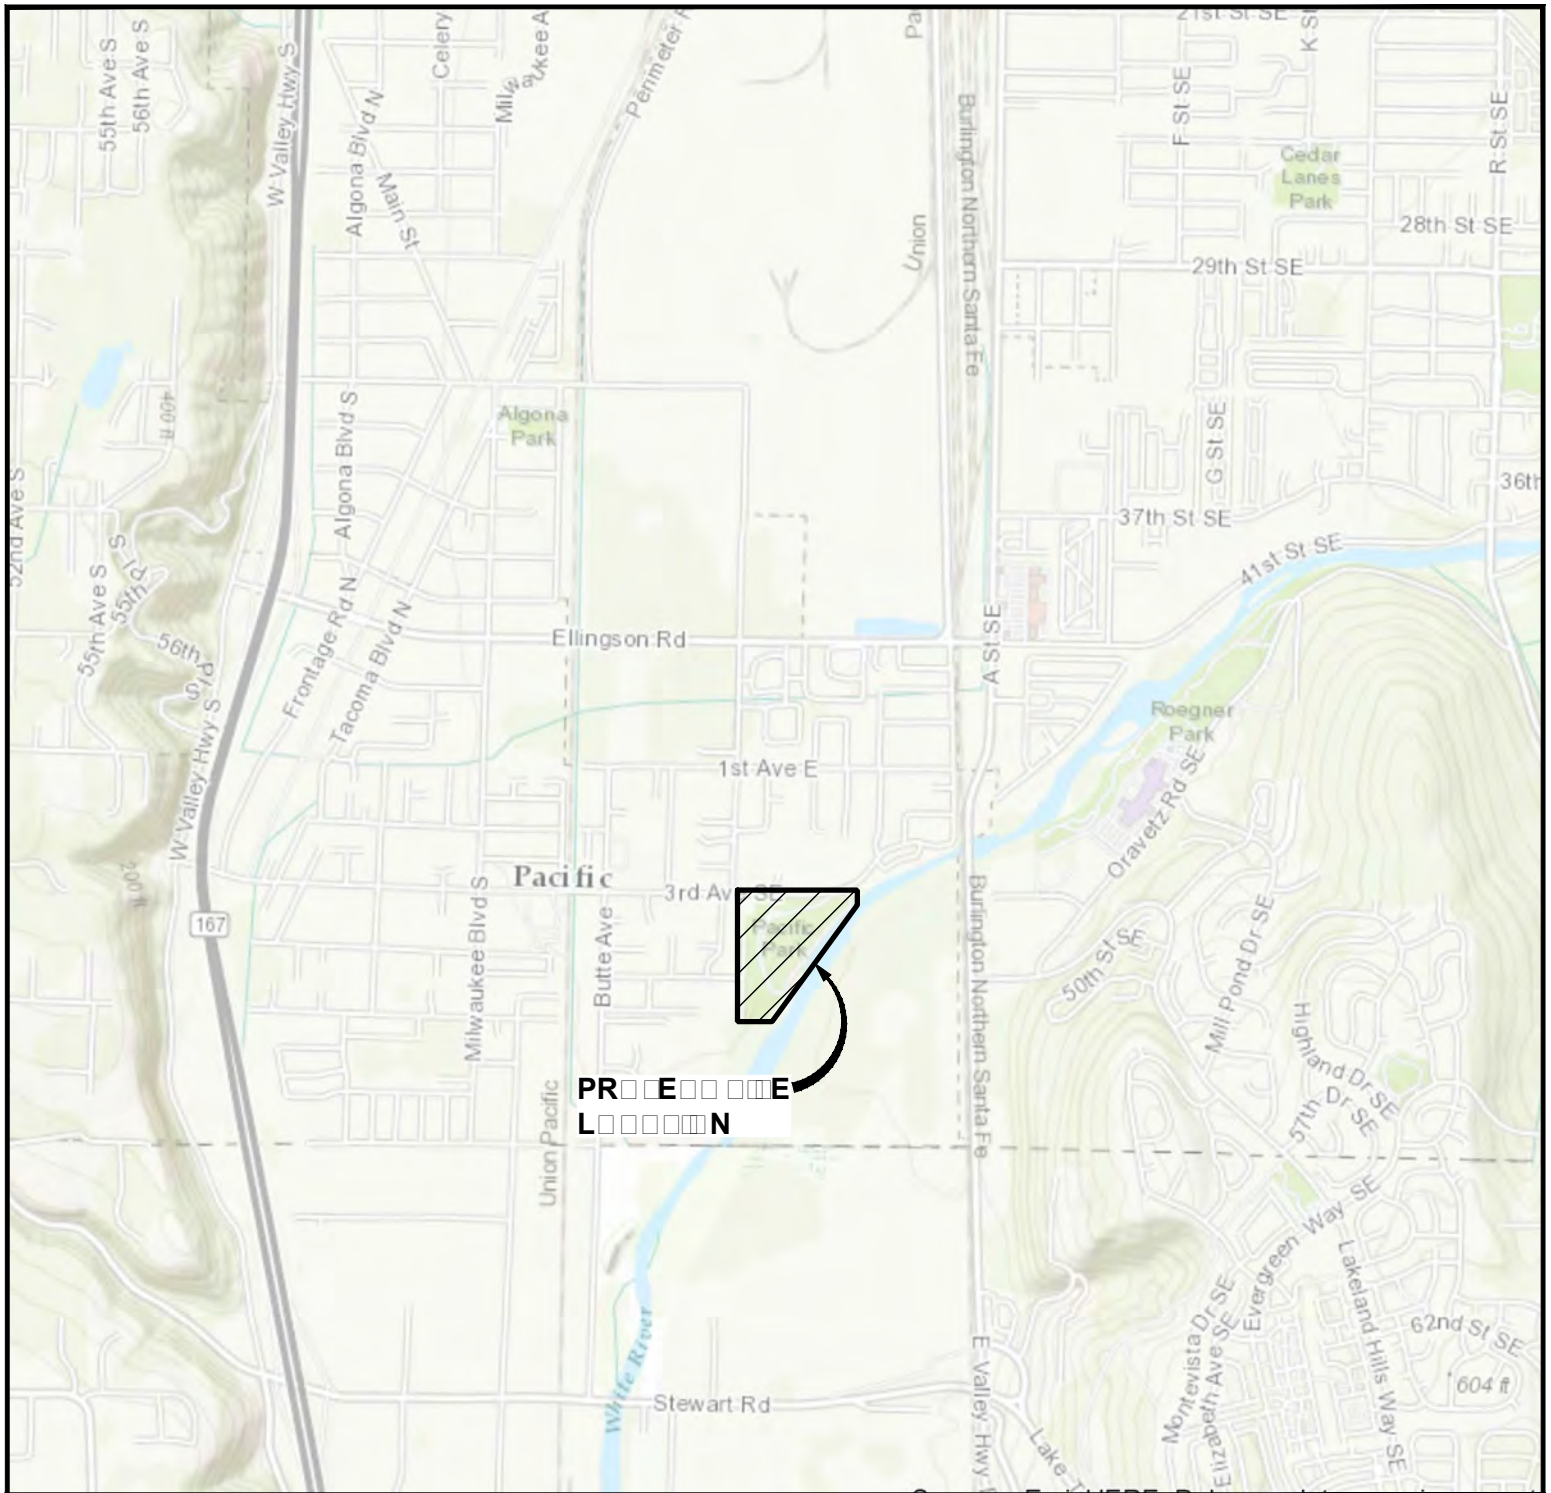 21st St SE
55th Ave S
56th Ave S
W Valley Hwy S
Celery
Perimeter
Algona Blvd N
Main St
Union
Burlington Northern Santa Fe
F St SE
R St SE
Cedar
Lanes
Park
28th St SE
29th St SE
400 ft
Algona Blvd S
Algona
Park
G St SE
36th
37th St SE
41st St SE
52nd Ave S
55th Ave S
55th Pl S
56th Pl S
Frontage Rd N
Tacoma Blvd N
Ellingson Rd
A St SE
Roegner
Park
W Valley Hwy S
1st Ave E
Oravetz Rd SE
200 ft
Pacific
3rd Av SE
167
Milwaukee Blvd S
Butte Ave
Pacific
Park
Burlington Northern Santa Fe
50th St SE
Mill Pond Dr SE
Highland Dr SE
57th Dr SE
PR□□E□□ □□□E
L□□□□□□N
Union Pacific
Evergreen Way SE
Lakeland Hills Way SE
Montevista Dr SE
Elizabeth Ave SE
62nd St SE
604 ft
White River
Stewart Rd
E Valley Hwy
Lake